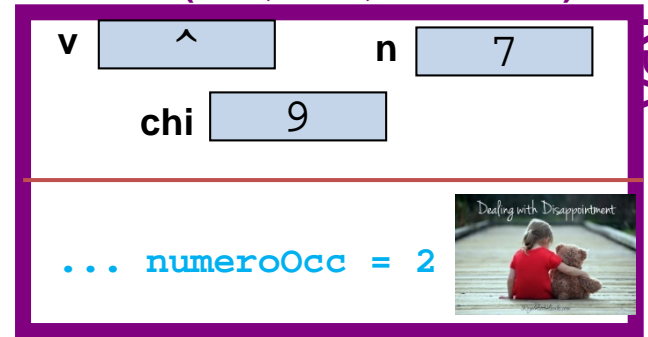 v ^ n 7
chi 9
Dealing with Disappointment
... numeroOcc = 2